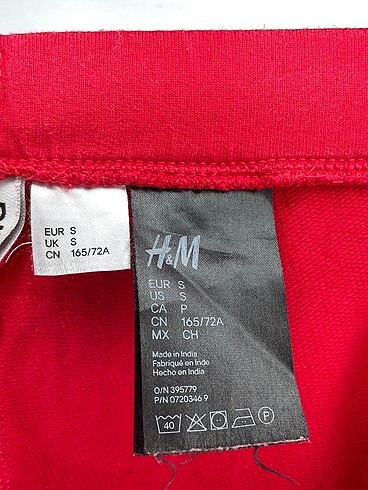 EUR S
UK S
CN 165/72A
H&M
EUR S
US S
CA P
CN 165/72A
MX CH
Made in India
Fabriqué en Inde
Hecho en India
O/N 395779
P/N 0720346 9
40
P